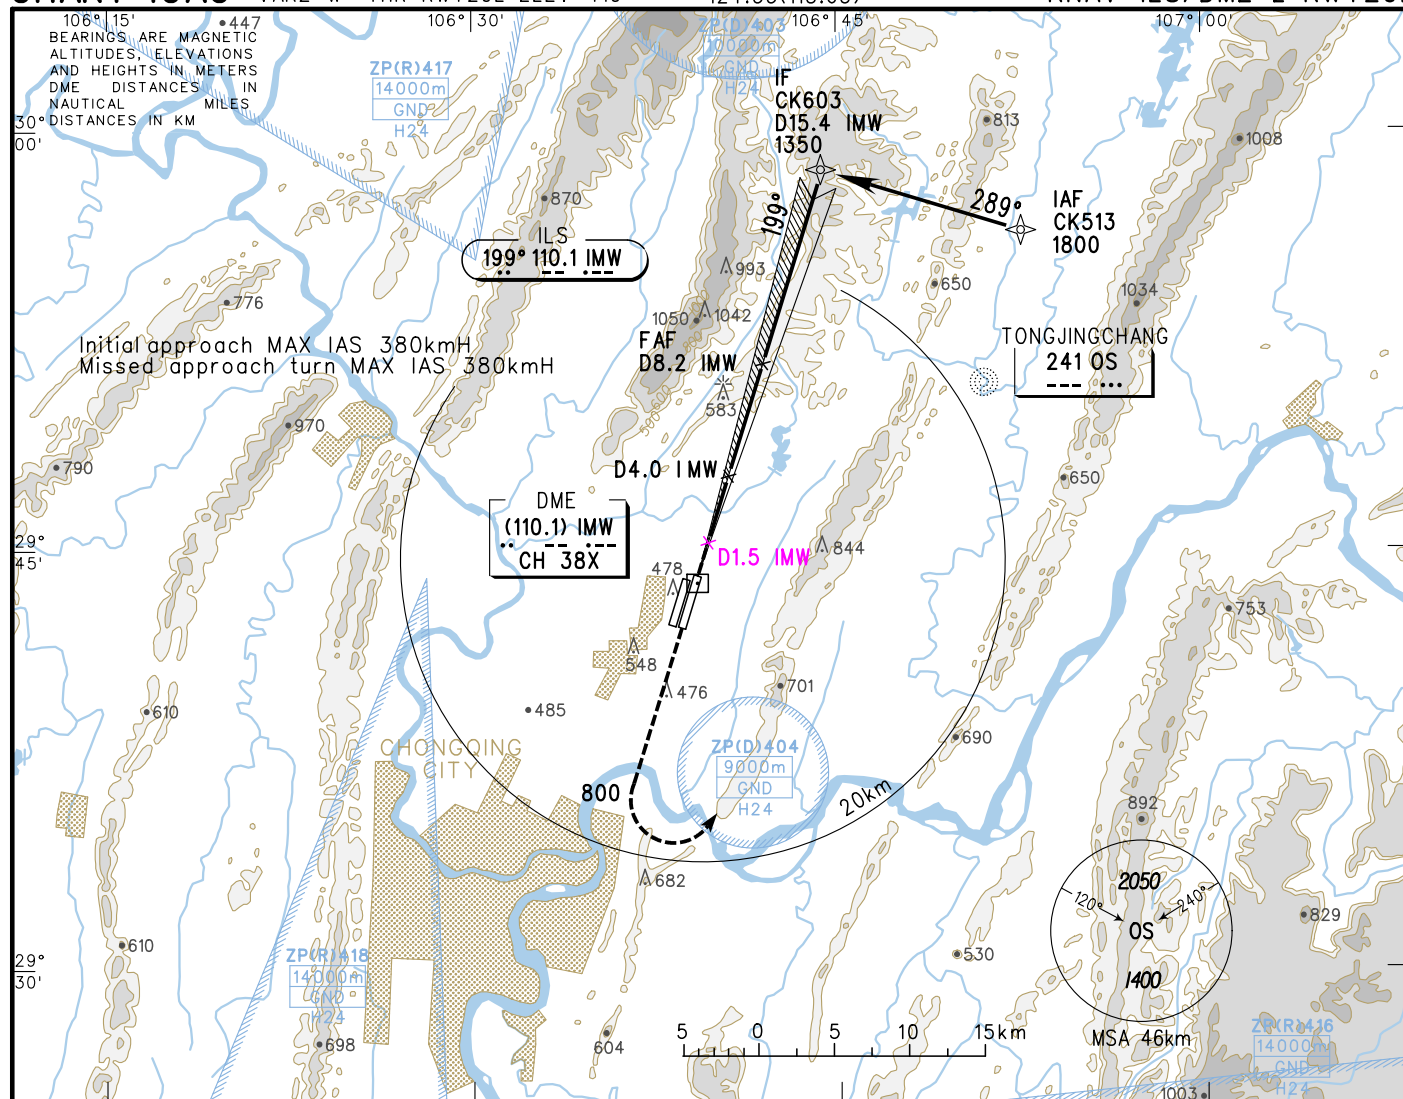 106°15'
106°30'
106°45'
107°00'
BEARINGS ARE MAGNETIC
ALTITUDES, ELEVATIONS
AND HEIGHTS IN METERS
DME DISTANCES IN
NAUTICAL MILES
DISTANCES IN KM
447
ZP(R)417
14000m
GND
H24
ZP(D)403
10000m
GND
H24
IF
CK603
D15.4 IMW
1350
30°
00'
813
1008
870
199°
289°
IAF
CK513
1800
ILS
199° 110.1 IMW
993
776
650
1034
1050
1042
Initial approach MAX IAS 380kmH
Missed approach turn MAX IAS 380kmH
FAF
D8.2 IMW
TONGJINGCHANG
241 OS
583
500
600
970
790
D4.0 IMW
650
DME
(110.1) IMW
CH 38X
29°
45'
D1.5 IMW
844
478
753
548
476
701
610
485
690
CHONGQING
CITY
ZP(D)404
9000m
GND
H24
800
20km
892
682
2050
120°
240°
OS
1400
MSA 46km
829
610
530
ZP(R)418
14000m
GND
H24
29°
30'
698
604
5 0 5 10 15km
ZP(R)416
14000m
GND
H24
1003